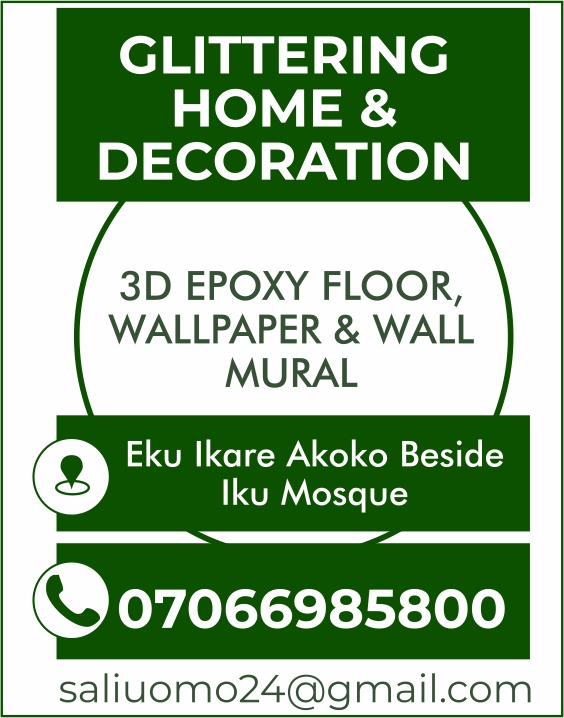 GLITTERING
HOME &
DECORATION
3D EPOXY FLOOR,
WALLPAPER & WALL
MURAL
Eku Ikare Akoko Beside
Iku Mosque
07066985800
saliuomo24@gmail.com